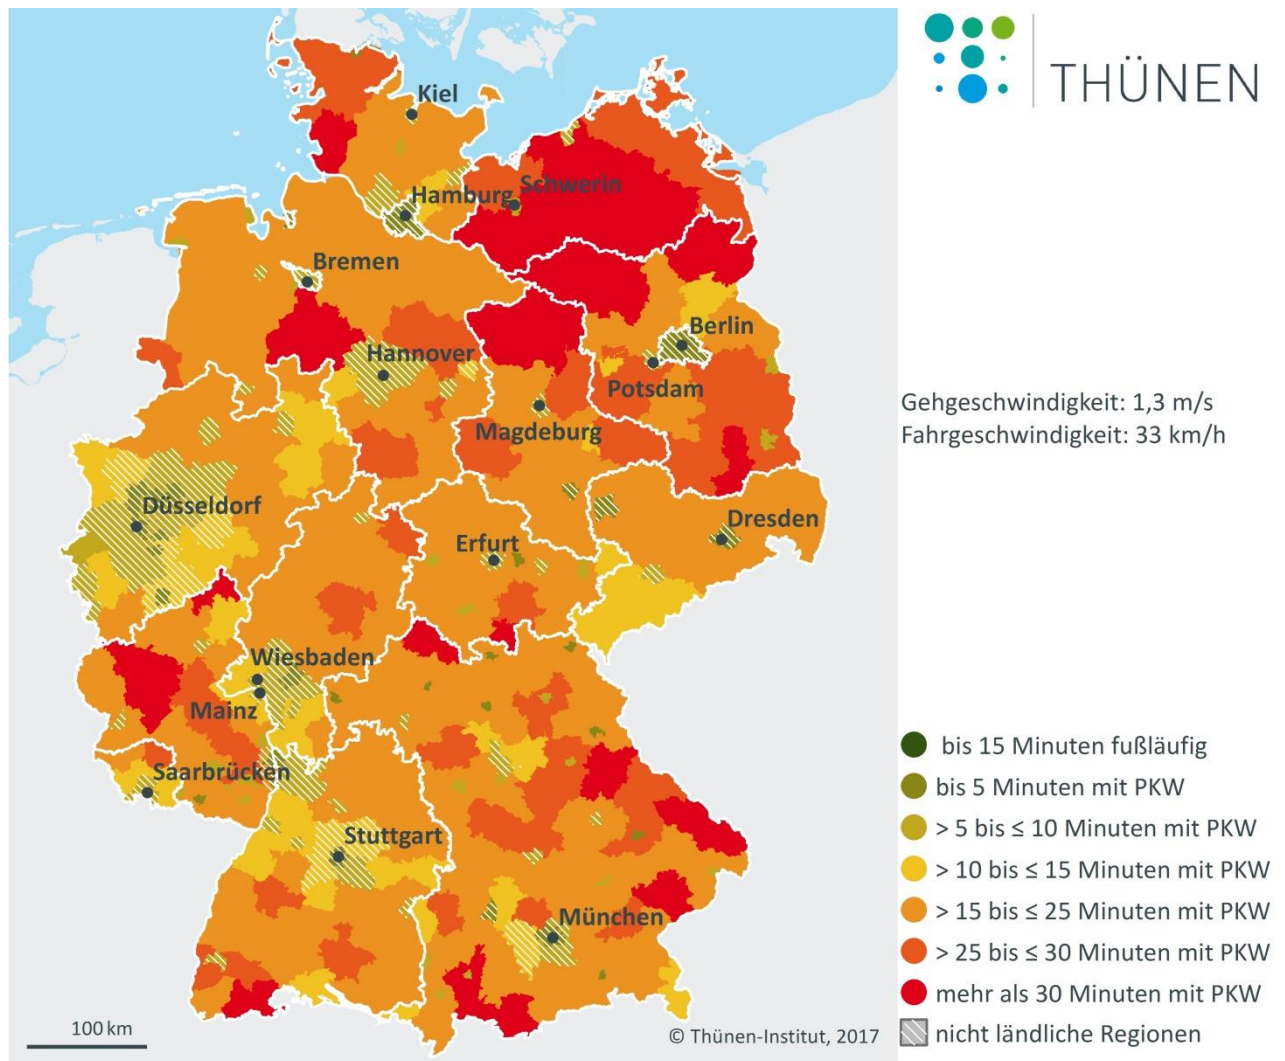 THÜNEN
Kiel
Hamburg
Schwerin
Bremen
Berlin
Hannover
Potsdam
Magdeburg
Düsseldorf
Dresden
Erfurt
Wiesbaden
Mainz
Saarbrücken
Stuttgart
München
Gehgeschwindigkeit: 1,3 m/s
Fahrgeschwindigkeit: 33 km/h
bis 15 Minuten fußläufig
bis 5 Minuten mit PKW
> 5 bis ≤ 10 Minuten mit PKW
> 10 bis ≤ 15 Minuten mit PKW
> 15 bis ≤ 25 Minuten mit PKW
> 25 bis ≤ 30 Minuten mit PKW
mehr als 30 Minuten mit PKW
nicht ländliche Regionen
100 km
© Thünen-Institut, 2017